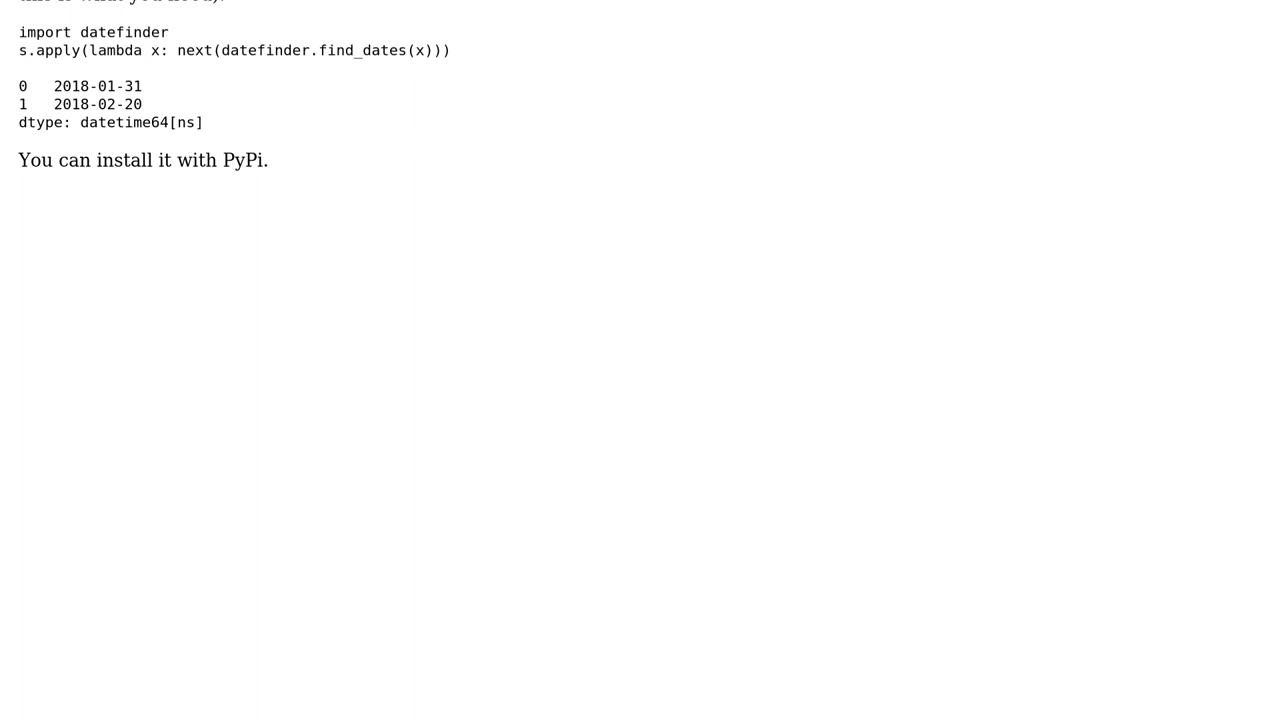 import datefinder
s.apply(lambda x: next(datefinder.find_dates(x)))
0   2018-01-31
1   2018-02-20
dtype: datetime64[ns]
You can install it with PyPi.